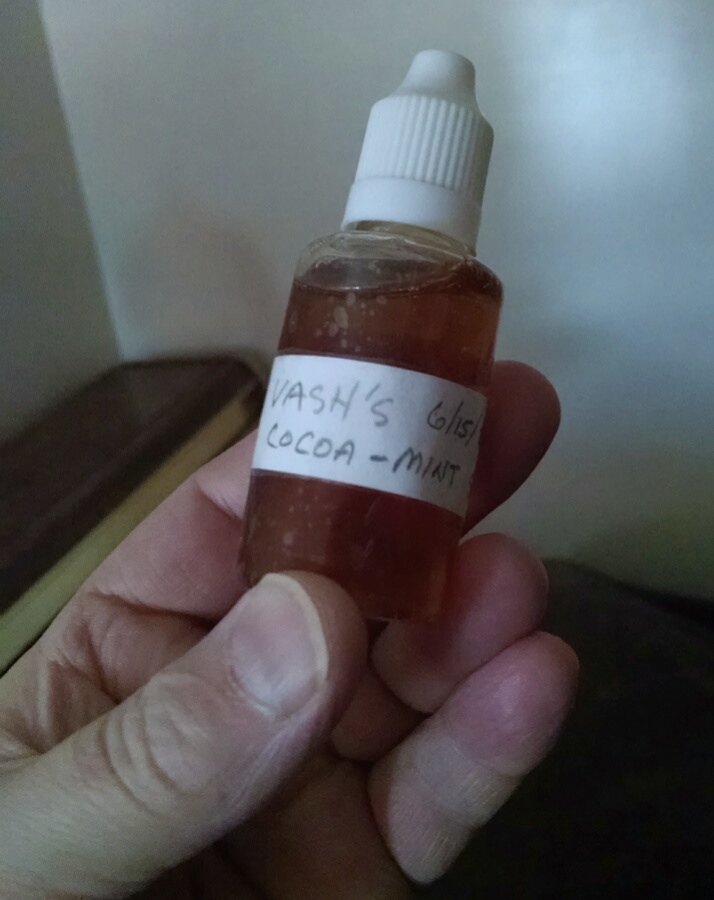 VASH'S 6/15/
COCOA - MINT